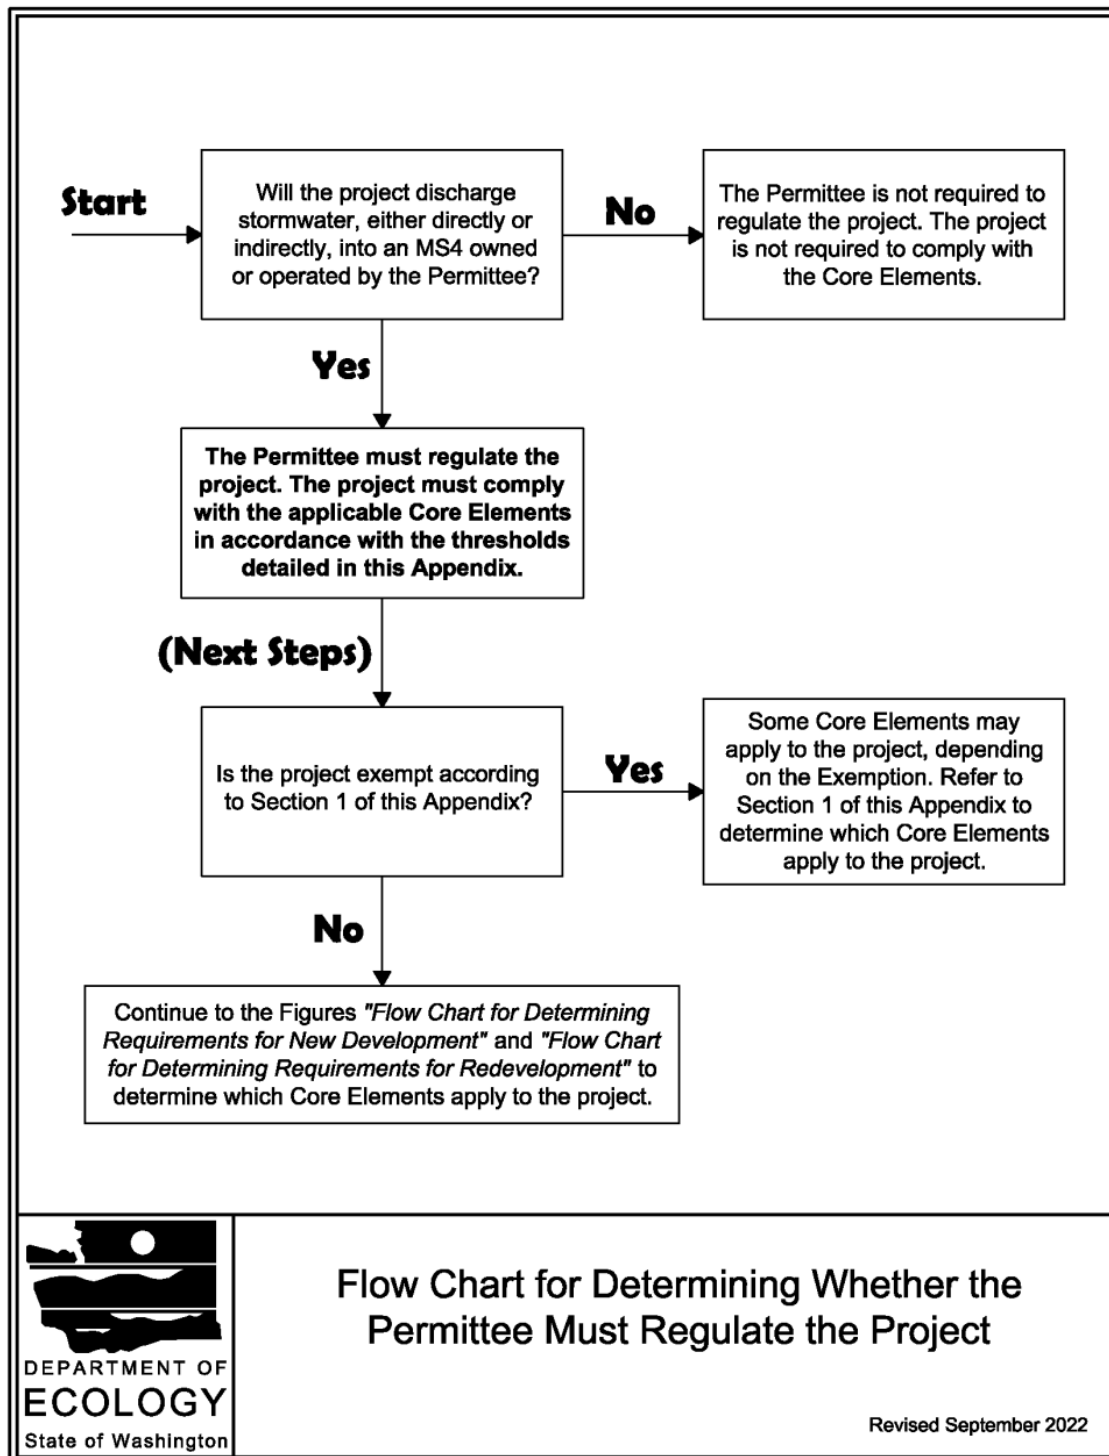 Start
Will the project discharge
stormwater, either directly or
indirectly, into an MS4 owned
or operated by the Permittee?
No
The Permittee is not required to
regulate the project. The project
is not required to comply with
the Core Elements.
Yes
The Permittee must regulate the
project. The project must comply
with the applicable Core Elements
in accordance with the thresholds
detailed in this Appendix.
(Next Steps)
Is the project exempt according
to Section 1 of this Appendix?
Yes
Some Core Elements may
apply to the project, depending
on the Exemption. Refer to
Section 1 of this Appendix to
determine which Core Elements
apply to the project.
No
Continue to the Figures "Flow Chart for Determining
Requirements for New Development" and "Flow Chart
for Determining Requirements for Redevelopment" to
determine which Core Elements apply to the project.
DEPARTMENT OF
ECOLOGY
State of Washington
Flow Chart for Determining Whether the
Permittee Must Regulate the Project
Revised September 2022